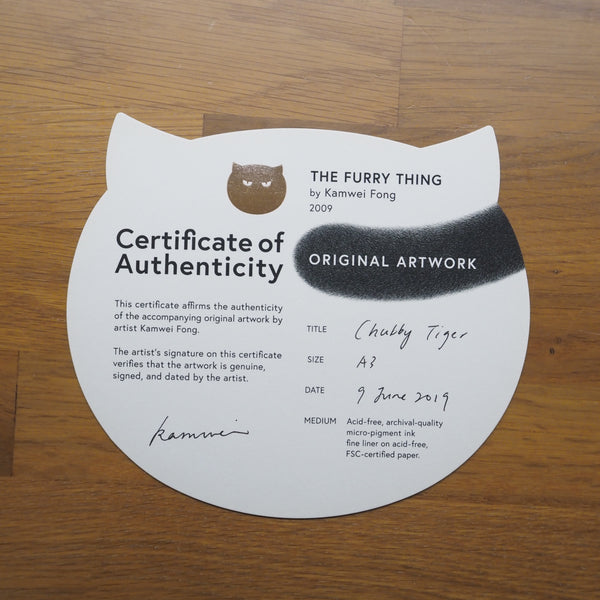 THE FURRY THING
by Kamwei Fong
2009
Certificate of
Authenticity
ORIGINAL ARTWORK
This certificate affirms the authenticity
of the accompanying original artwork by
artist Kamwei Fong.
The artist's signature on this certificate
verifies that the artwork is genuine,
signed, and dated by the artist.
kamwei
TITLE Chubby Tiger
SIZE A3
DATE 9 June 2019
MEDIUM Acid-free, archival-quality
micro-pigment ink
fine liner on acid-free,
FSC-certified paper.